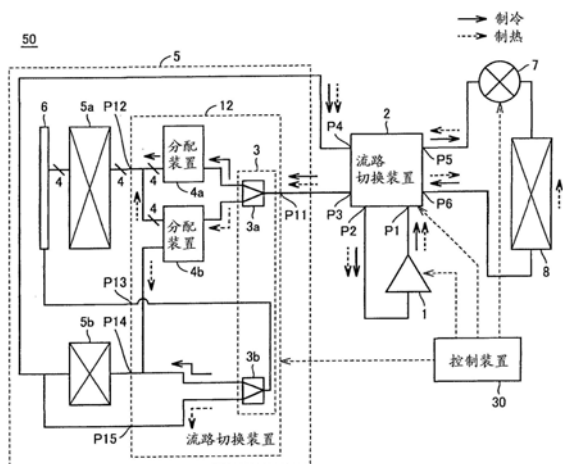 50
制冷
制热
5
7
6
5a
P12
12
2
4
4
4
分配
装置
4a
3
P4
流路
切换装置
P5
3a
P3
P6
P11
P2
P1
4
分配
装置
4b
8
P13
1
5b
P14
3b
控制装置
30
P15
流路切换装置